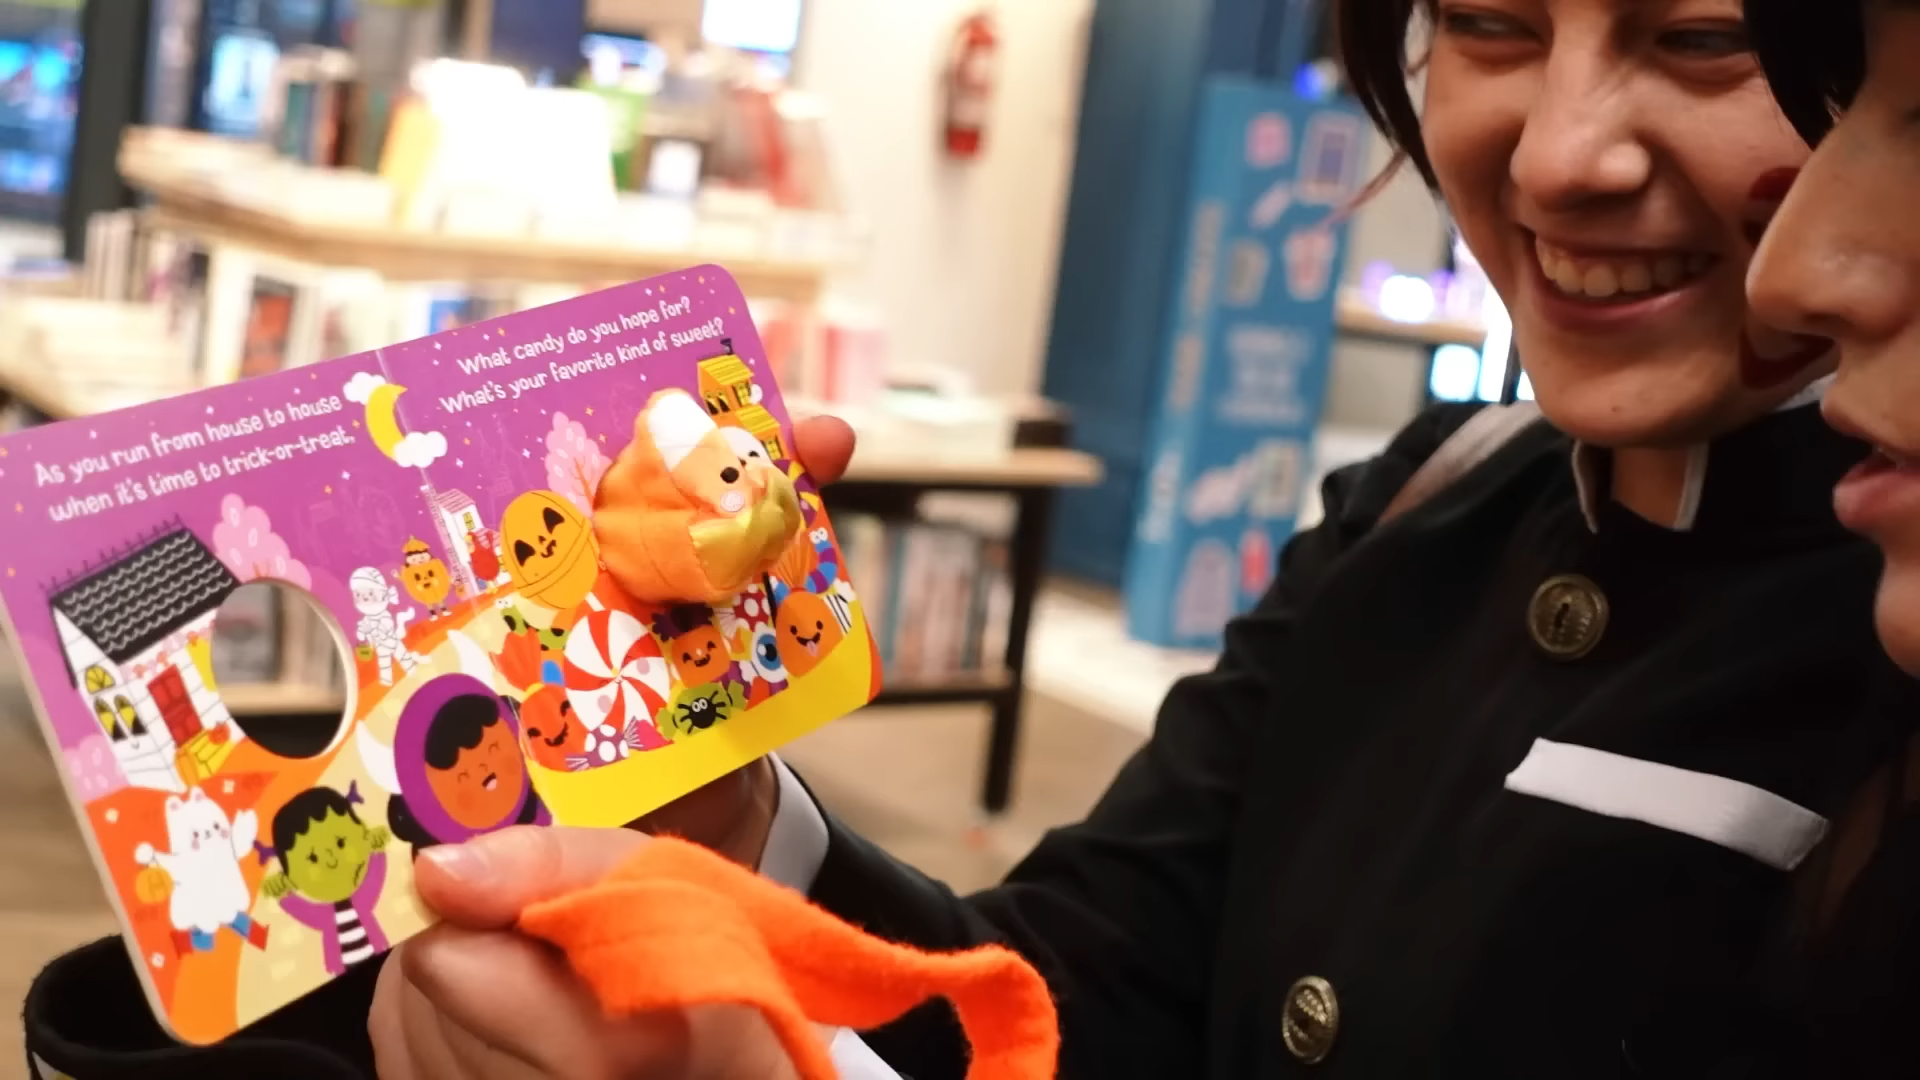 As you run from house to house
when it's time to trick-or-treat,
What candy do you hope for?
What's your favorite kind of sweet?